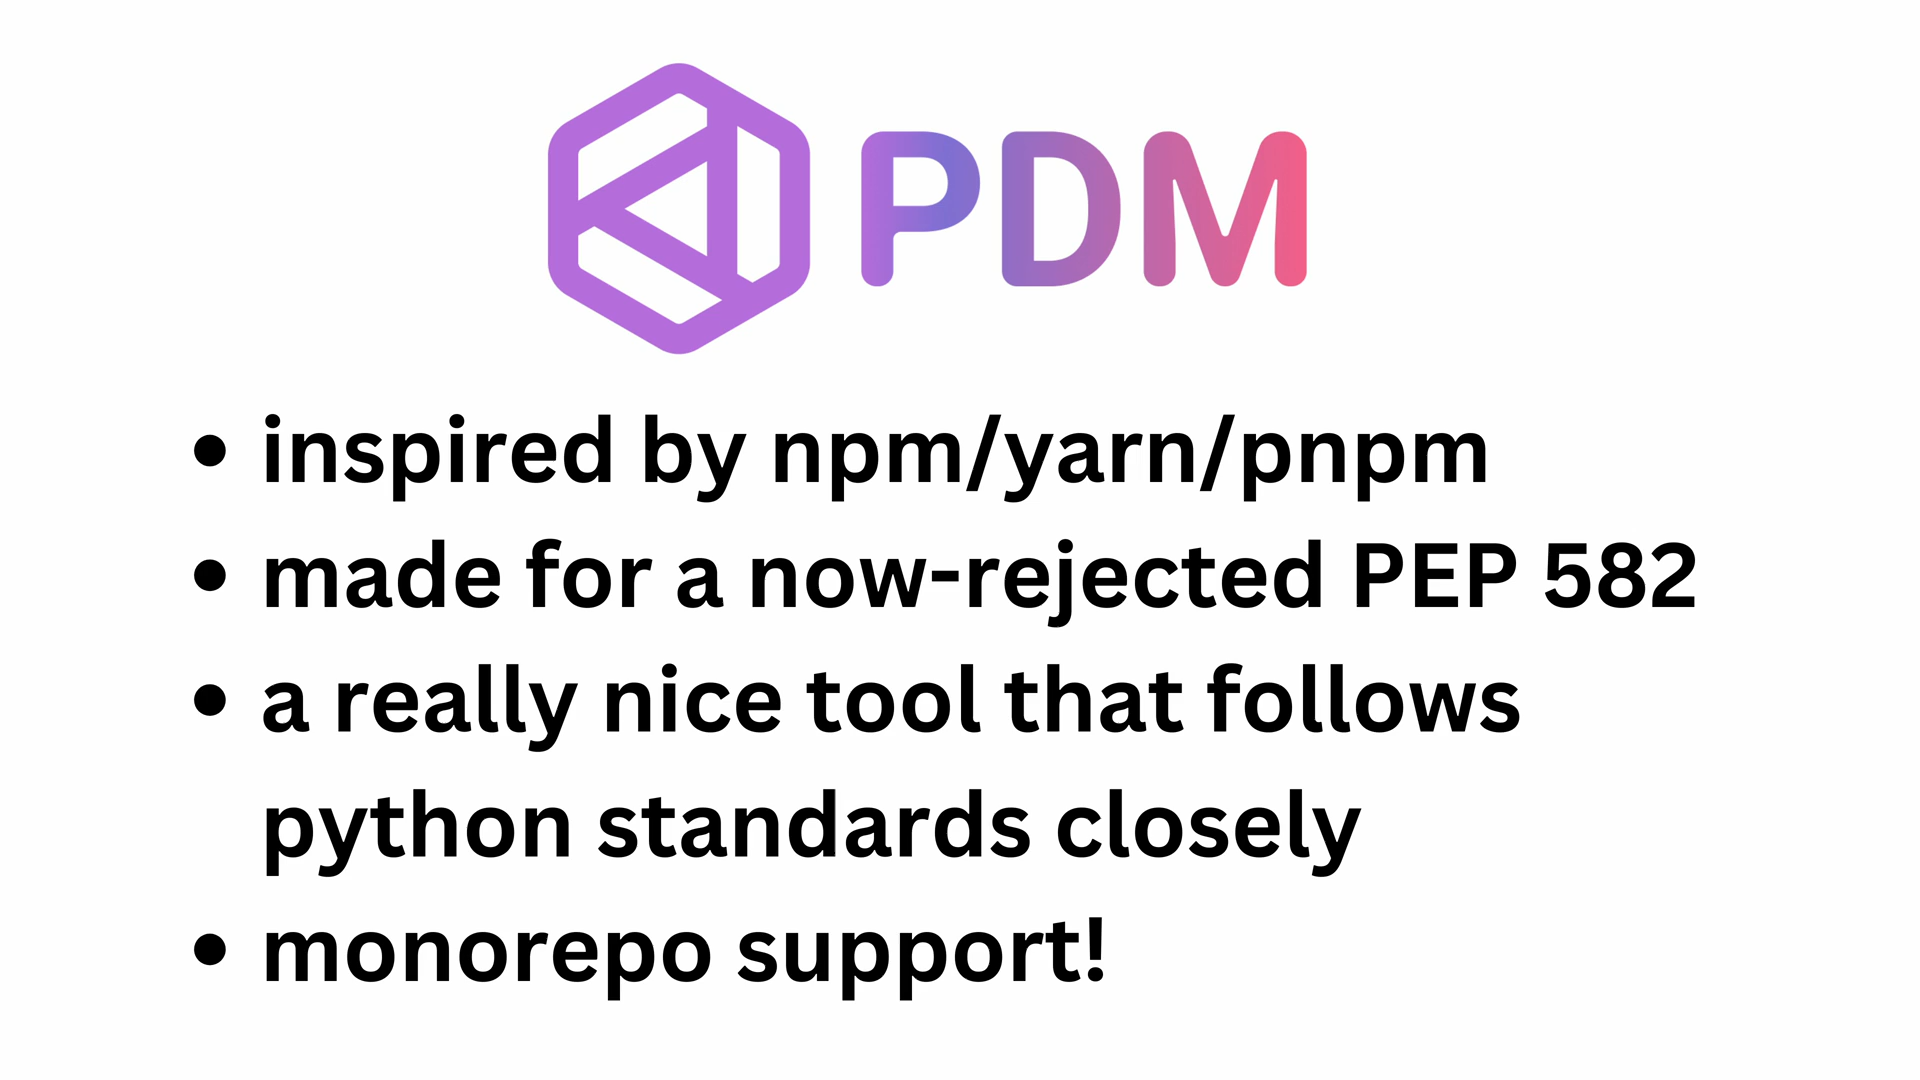 PDM
• inspired by npm/yarn/pnpm
• made for a now-rejected PEP 582
• a really nice tool that follows
python standards closely
• monorepo support!